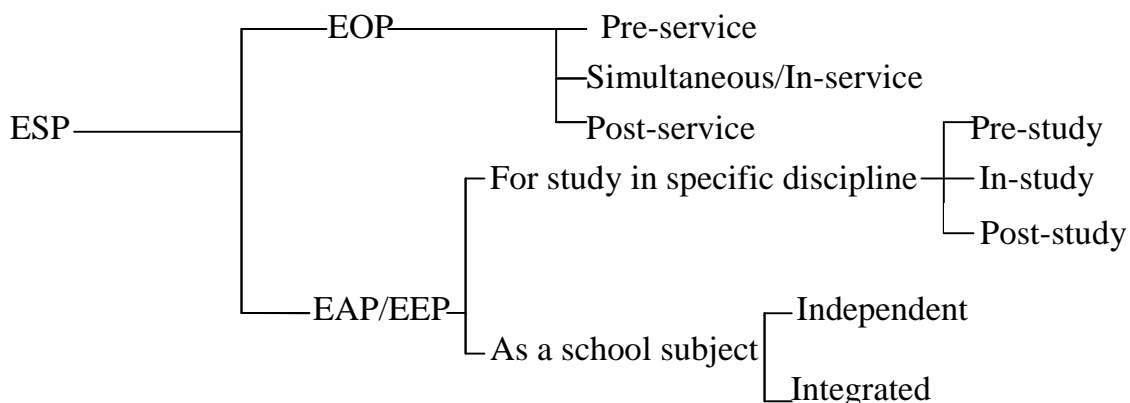 EOP
Pre-service
Simultaneous/In-service
ESP
Post-service
Pre-study
For study in specific discipline
In-study
Post-study
EAP/EEP
Independent
As a school subject
Integrated